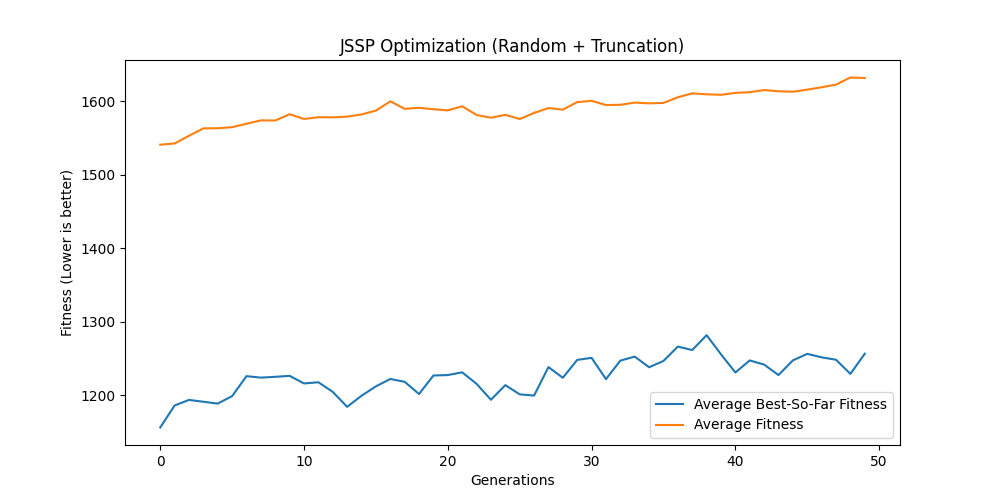 JSSP Optimization (Random + Truncation)
Fitness (Lower is better)
1600
1500
1400
1300
1200
0 10 20 30 40 50
Generations
Average Best-So-Far Fitness
Average Fitness